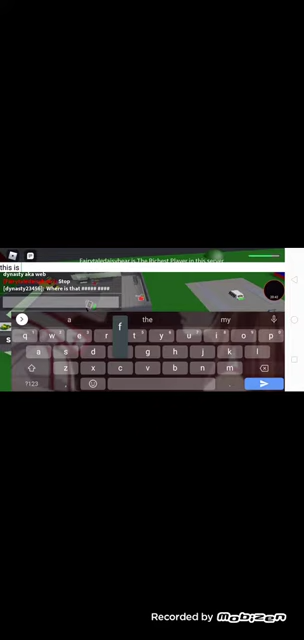 Fairytaledaisybear is The Richest Player in this server
this is
dynasty aka web
Stop
[dynasty23456]: Where is that ##### ####
a the my
f
q w e r t y u i o p
a s d g h j k l
z x c v b n m
?123 , .
Recorded by mobizen